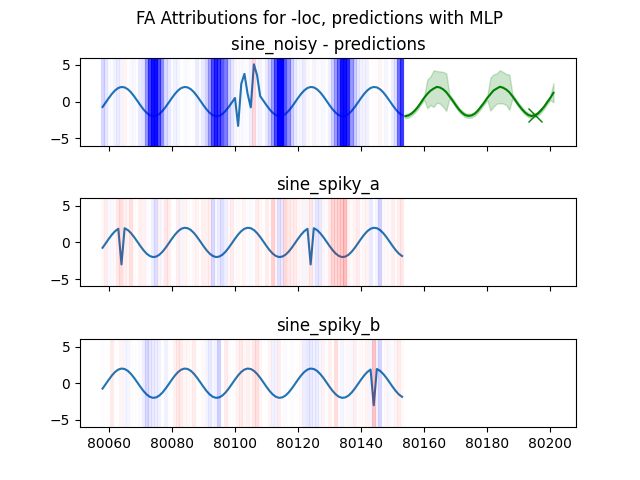 FA Attributions for -loc, predictions with MLP
sine_noisy - predictions
5
0
−5
sine_spiky_a
5
0
−5
sine_spiky_b
5
0
−5
80060 80080 80100 80120 80140 80160 80180 80200